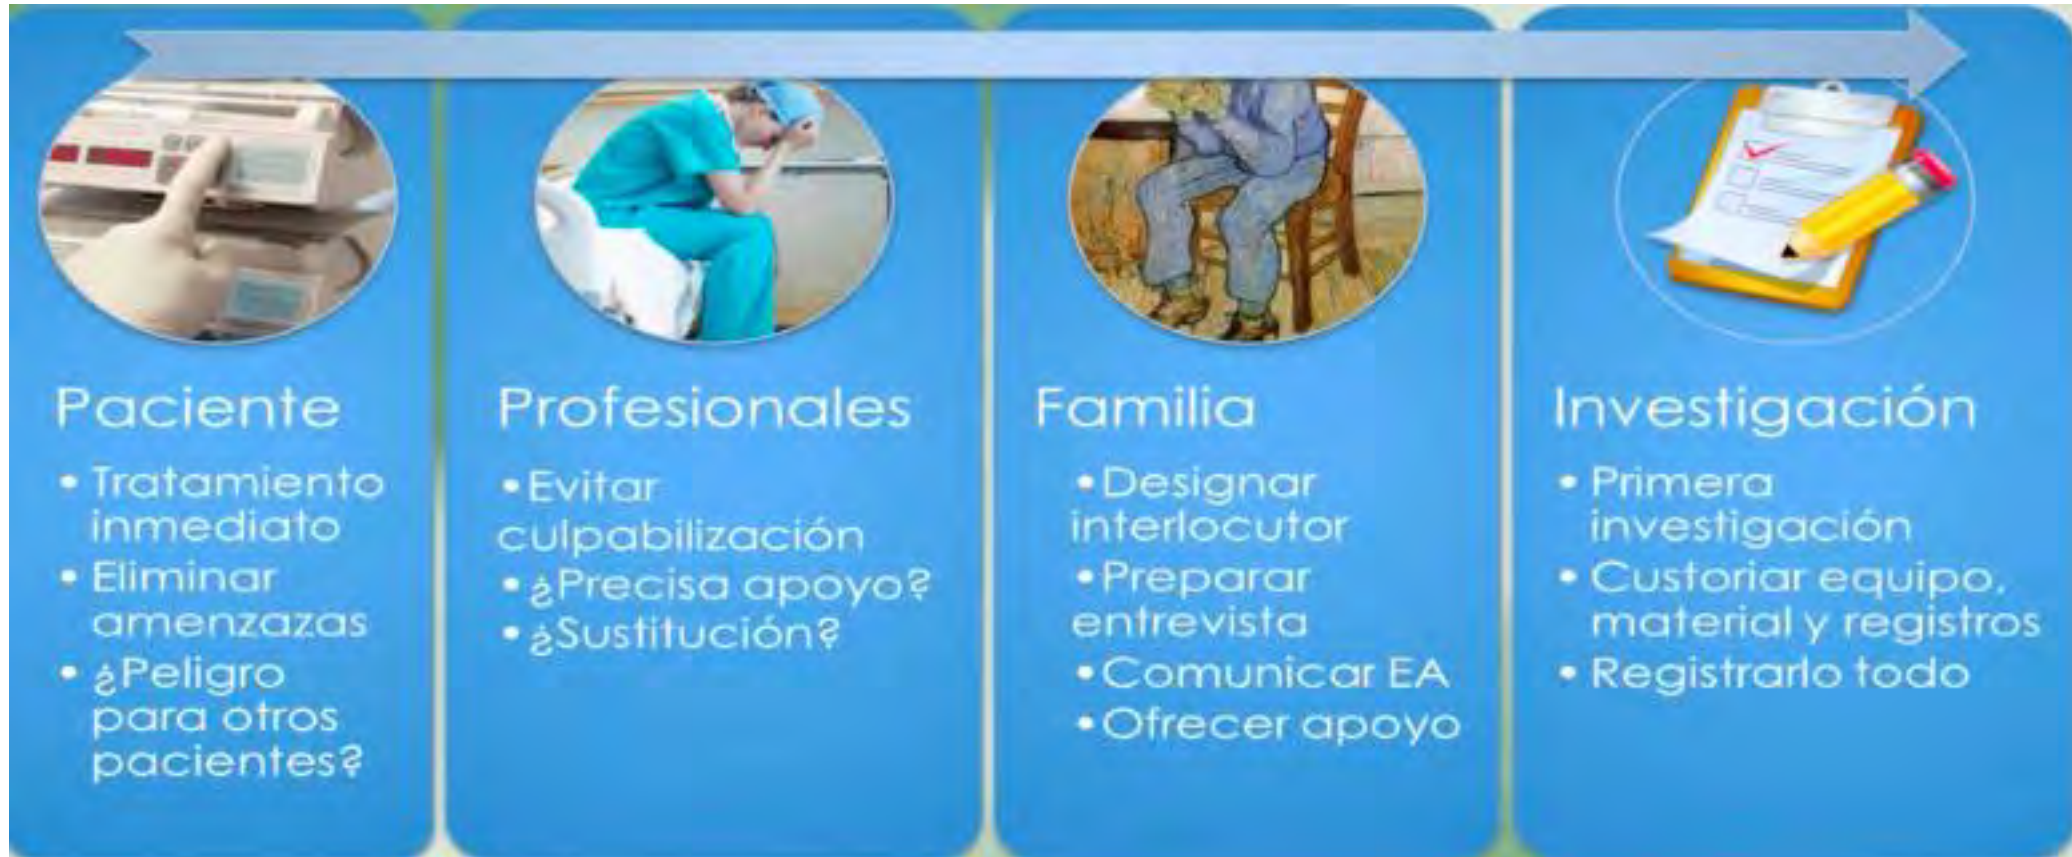 Paciente
• Tratamiento
inmediato
• Eliminar
amenzazas
• ¿Peligro
para otros
pacientes?
Profesionales
•Evitar
culpabilización
•¿Precisa apoyo?
•¿Sustitución?
Familia
•Designar
interlocutor
•Preparar
entrevista
•Comunicar EA
•Ofrecer apoyo
Investigación
• Primera
investigación
• Custoriar equipo,
material y registros
• Registrarlo todo